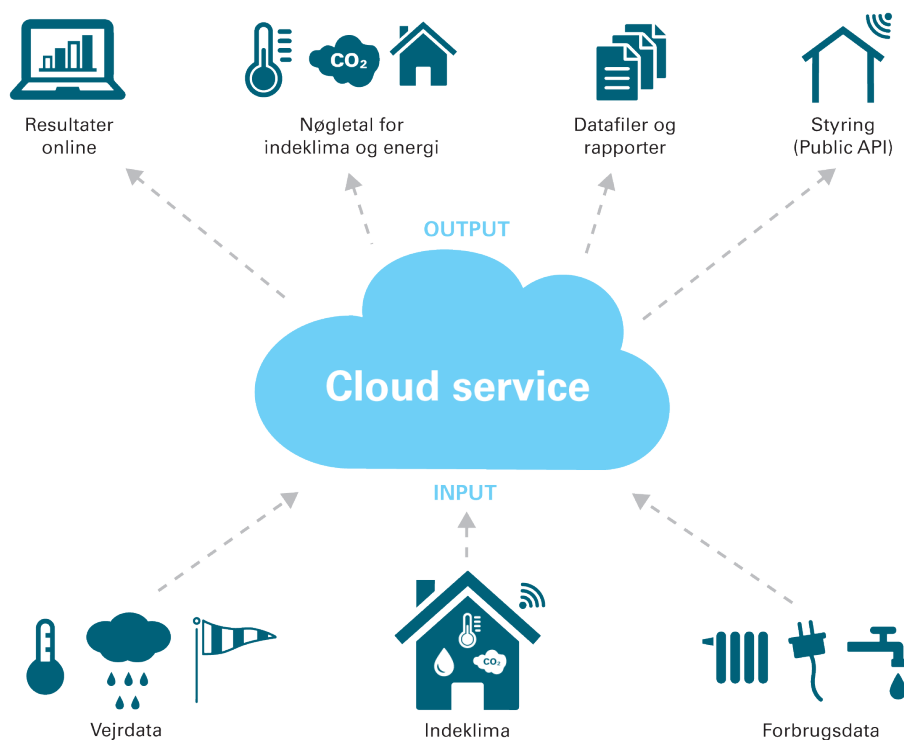 CO₂
Resultater
online
Nøgletal for
indeklima og energi
Datafiler og
rapporter
Styring
(Public API)
OUTPUT
Cloud service
INPUT
CO₂
Vejrdata
Indeklima
Forbrugsdata